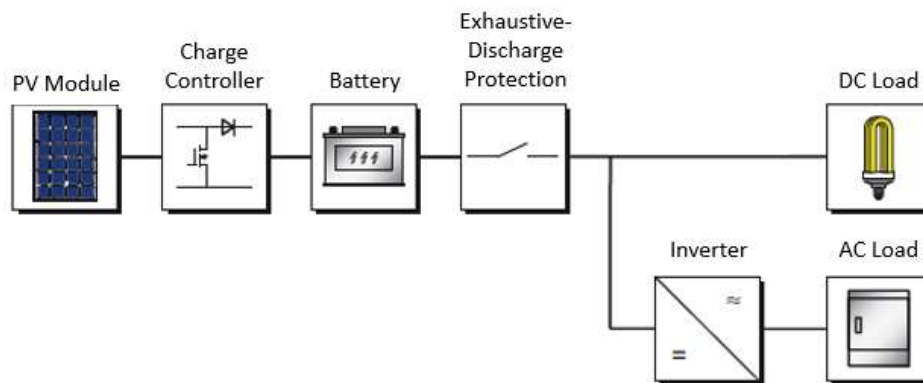 Exhaustive-
Discharge
Protection
Charge
Controller
PV Module
Battery
DC Load
Inverter
AC Load